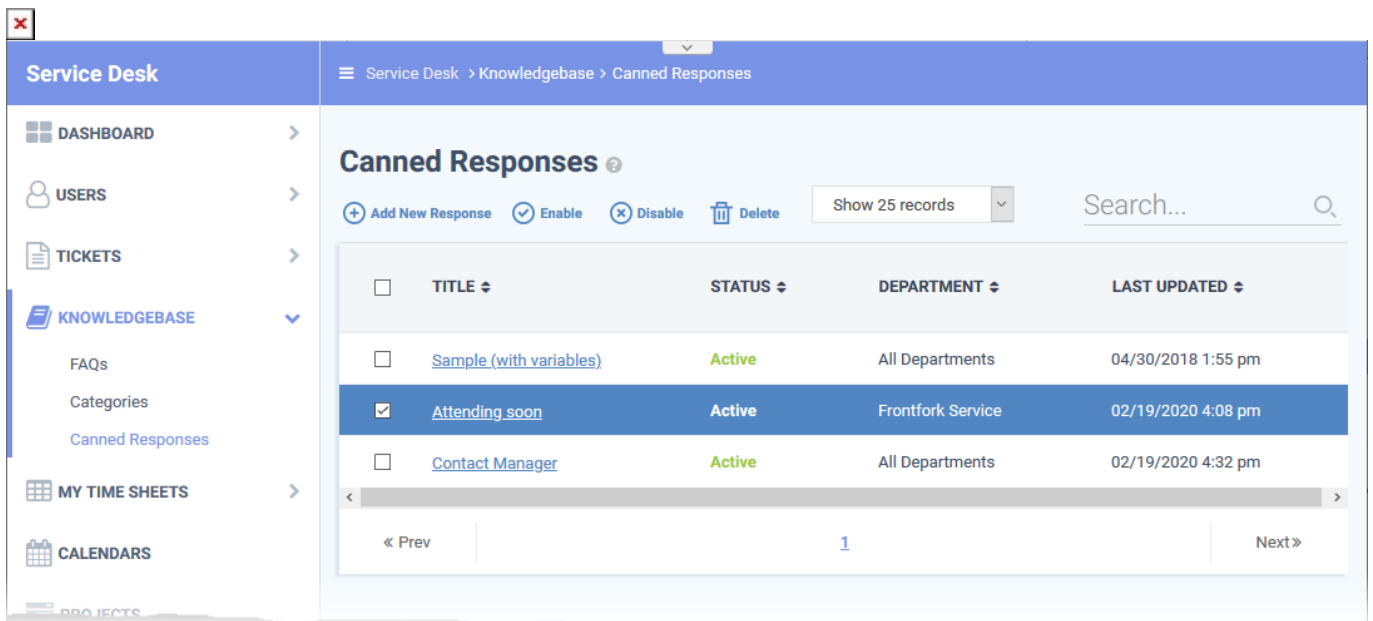 Service Desk
Service Desk > Knowledgebase > Canned Responses
DASHBOARD
USERS
TICKETS
KNOWLEDGEBASE
FAQs
Categories
Canned Responses
MY TIME SHEETS
CALENDARS
PROJECTS
Canned Responses
Add New Response Enable Disable Delete Show 25 records Search...
TITLE STATUS DEPARTMENT LAST UPDATED
Sample (with variables) Active All Departments 04/30/2018 1:55 pm
Attending soon Active Frontfork Service 02/19/2020 4:08 pm
Contact Manager Active All Departments 02/19/2020 4:32 pm
« Prev 1 Next »